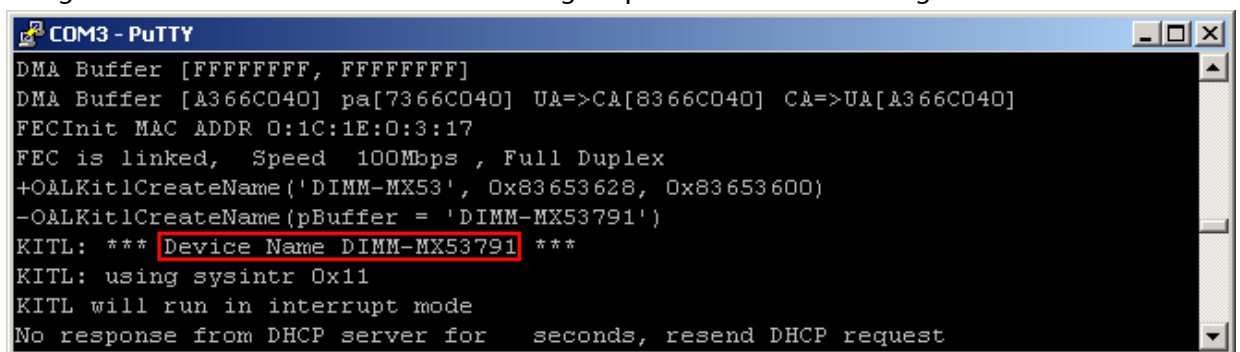 COM3 - PuTTY
DMA Buffer [FFFFFFFF, FFFFFFFF]
DMA Buffer [A366C040] pa[7366C040] UA=>CA[8366C040] CA=>UA[A366C040]
FECInit MAC ADDR 0:1C:1E:0:3:17
FEC is linked,  Speed  100Mbps , Full Duplex
+OALKitlCreateName('DIMM-MX53', 0x83653628, 0x83653600)
-OALKitlCreateName(pBuffer = 'DIMM-MX53791')
KITL: *** Device Name DIMM-MX53791 ***
KITL: using sysintr 0x11
KITL will run in interrupt mode
No response from DHCP server for   seconds, resend DHCP request